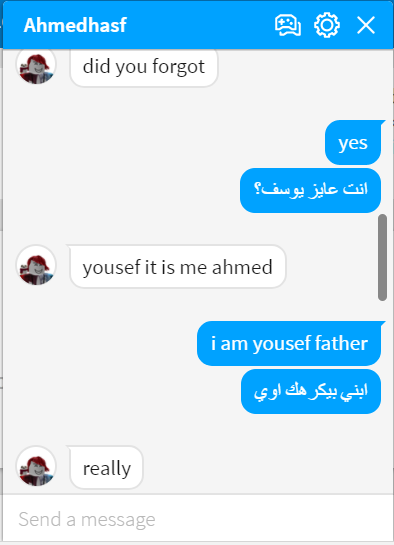 Ahmedhasf
did you forgot
yes
انت عايز يوسف؟
yousef it is me ahmed
i am yousef father
ابني بيكرهك اوي
really
Send a message